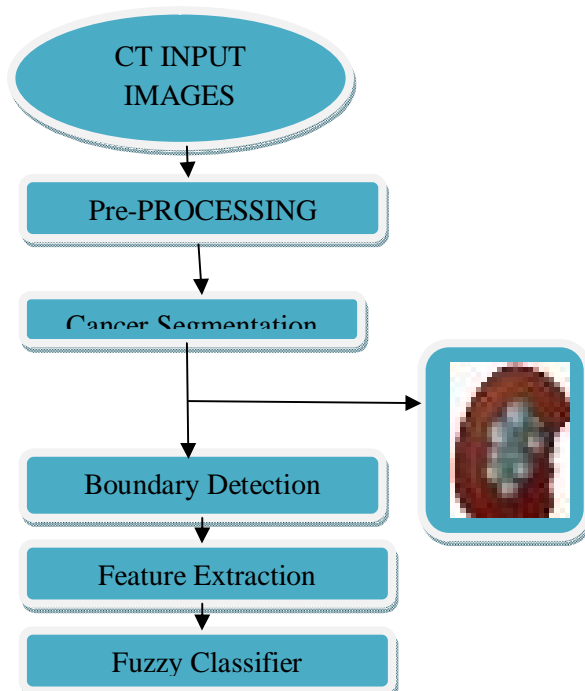 CT INPUT
IMAGES
Pre-PROCESSING
Cancer Segmentation
Boundary Detection
Feature Extraction
Fuzzy Classifier